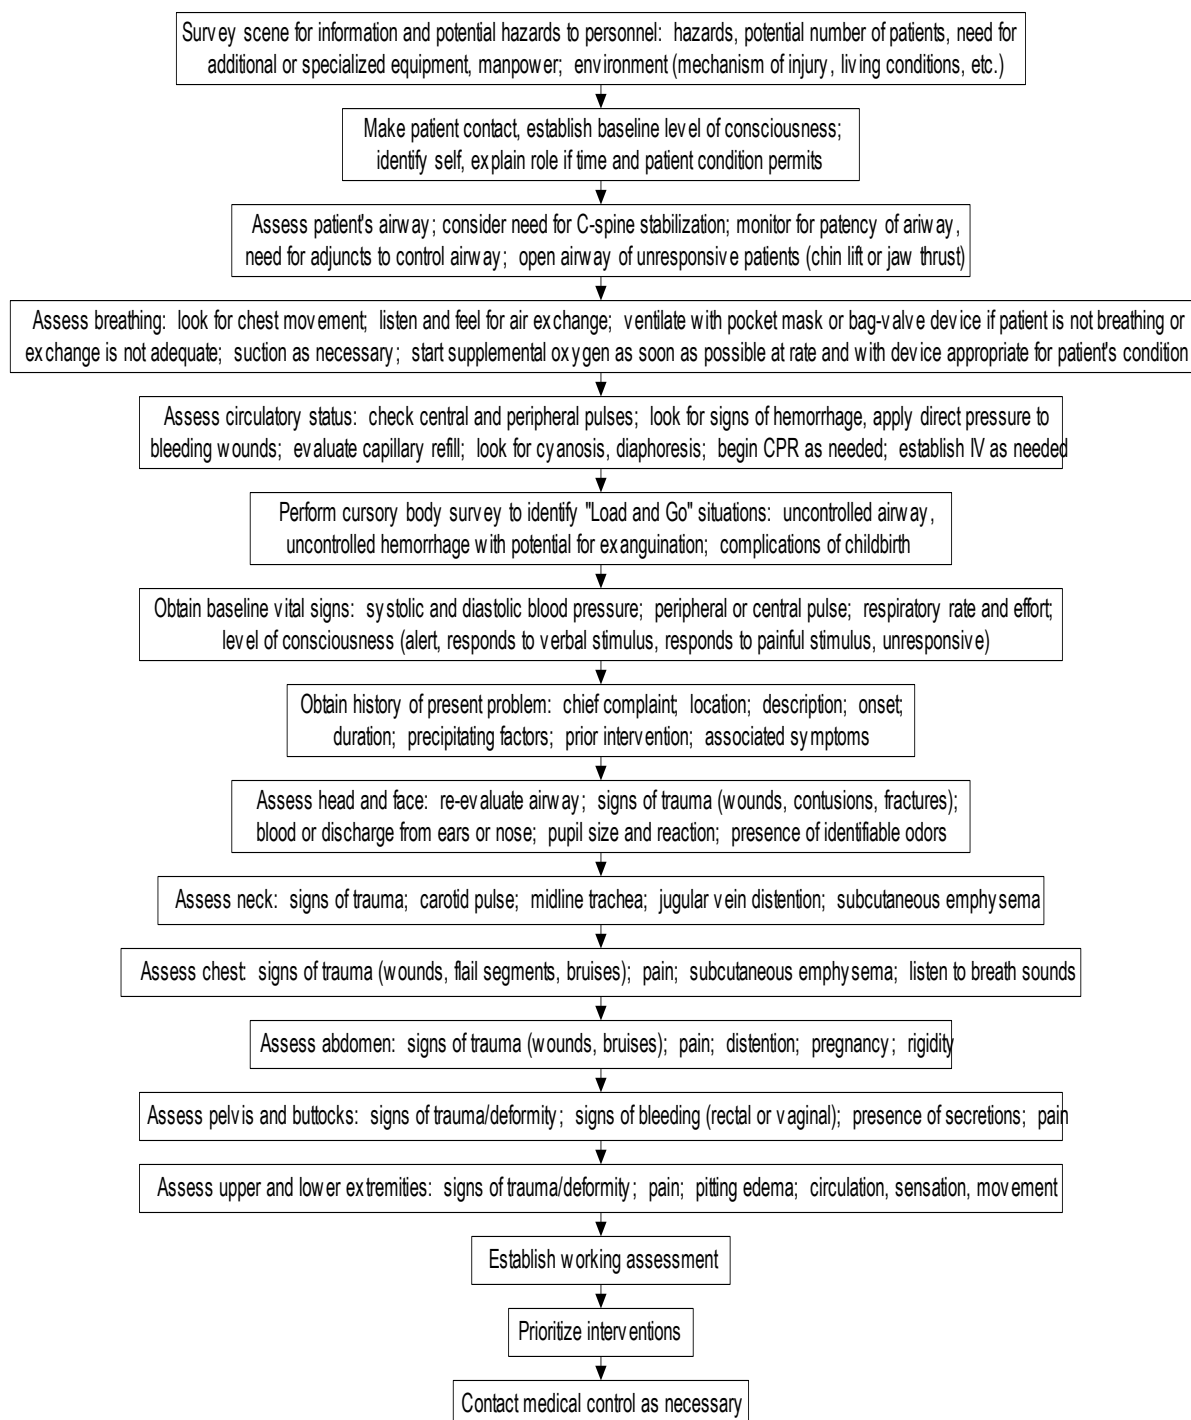 Survey scene for information and potential hazards to personnel: hazards, potential number of patients, need for
additional or specialized equipment, manpower; environment (mechanism of injury, living conditions, etc.)
Make patient contact, establish baseline level of consciousness;
identify self, explain role if time and patient condition permits
Assess patient's airway; consider need for C-spine stabilization; monitor for patency of ariway,
need for adjuncts to control airway; open airway of unresponsive patients (chin lift or jaw thrust)
Assess breathing: look for chest movement; listen and feel for air exchange; ventilate with pocket mask or bag-valve device if patient is not breathing or
exchange is not adequate; suction as necessary; start supplemental oxygen as soon as possible at rate and with device appropriate for patient's condition
Assess circulatory status: check central and peripheral pulses; look for signs of hemorrhage, apply direct pressure to
bleeding wounds; evaluate capillary refill; look for cyanosis, diaphoresis; begin CPR as needed; establish IV as needed
Perform cursory body survey to identify "Load and Go" situations: uncontrolled airway,
uncontrolled hemorrhage with potential for exanguination; complications of childbirth
Obtain baseline vital signs: systolic and diastolic blood pressure; peripheral or central pulse; respiratory rate and effort;
level of consciousness (alert, responds to verbal stimulus, responds to painful stimulus, unresponsive)
Obtain history of present problem: chief complaint; location; description; onset;
duration; precipitating factors; prior intervention; associated symptoms
Assess head and face: re-evaluate airway; signs of trauma (wounds, contusions, fractures);
blood or discharge from ears or nose; pupil size and reaction; presence of identifiable odors
Assess neck: signs of trauma; carotid pulse; midline trachea; jugular vein distention; subcutaneous emphysema
Assess chest: signs of trauma (wounds, flail segments, bruises); pain; subcutaneous emphysema; listen to breath sounds
Assess abdomen: signs of trauma (wounds, bruises); pain; distention; pregnancy; rigidity
Assess pelvis and buttocks: signs of trauma/deformity; signs of bleeding (rectal or vaginal); presence of secretions; pain
Assess upper and lower extremities: signs of trauma/deformity; pain; pitting edema; circulation, sensation, movement
Establish working assessment
Prioritize interventions
Contact medical control as necessary